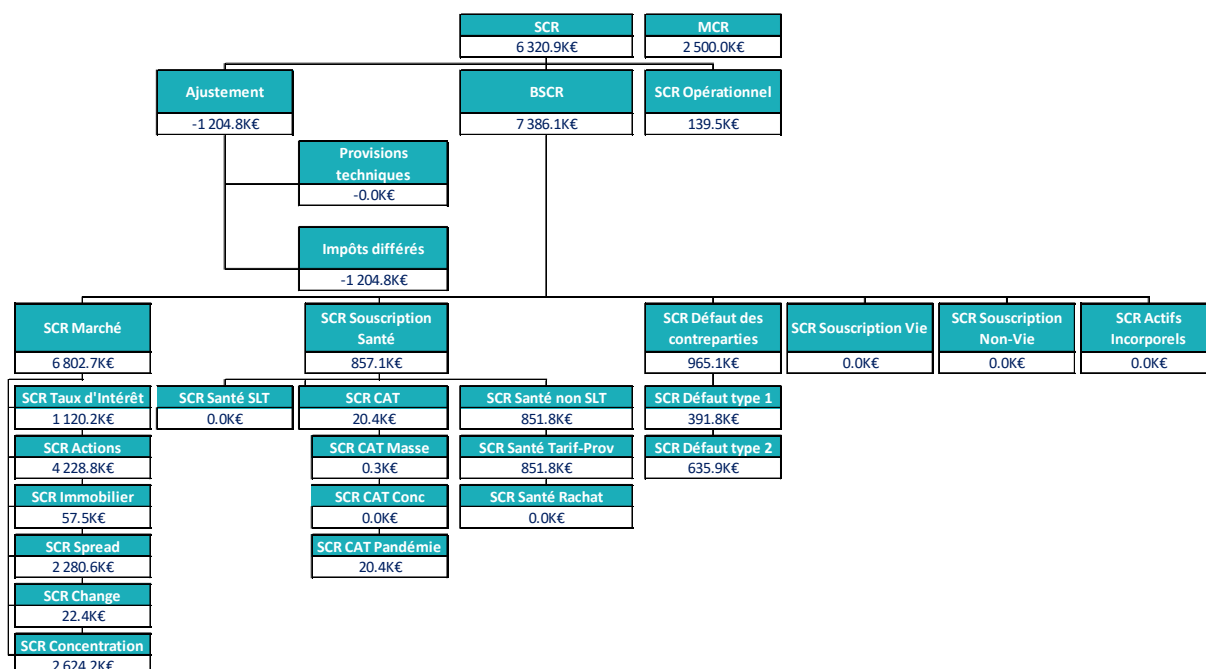 SCR
6 320.9K€
MCR
2 500.0K€
Ajustement
-1 204.8K€
BSCR
7 386.1K€
SCR Opérationnel
139.5K€
Provisions
techniques
-0.0K€
Impôts différés
-1 204.8K€
SCR Marché
6 802.7K€
SCR Souscription
Santé
857.1K€
SCR Défaut des
contreparties
965.1K€
SCR Souscription Vie
0.0K€
SCR Souscription
Non-Vie
0.0K€
SCR Actifs
Incorporels
0.0K€
SCR Taux d'Intérêt
1 120.2K€
SCR Santé SLT
0.0K€
SCR CAT
20.4K€
SCR Santé non SLT
851.8K€
SCR Défaut type 1
391.8K€
SCR Actions
4 228.8K€
SCR CAT Masse
0.3K€
SCR Santé Tarif-Prov
851.8K€
SCR Défaut type 2
635.9K€
SCR Immobilier
57.5K€
SCR CAT Conc
0.0K€
SCR Santé Rachat
0.0K€
SCR Spread
2 280.6K€
SCR CAT Pandémie
20.4K€
SCR Change
22.4K€
SCR Concentration
2 624.2K€